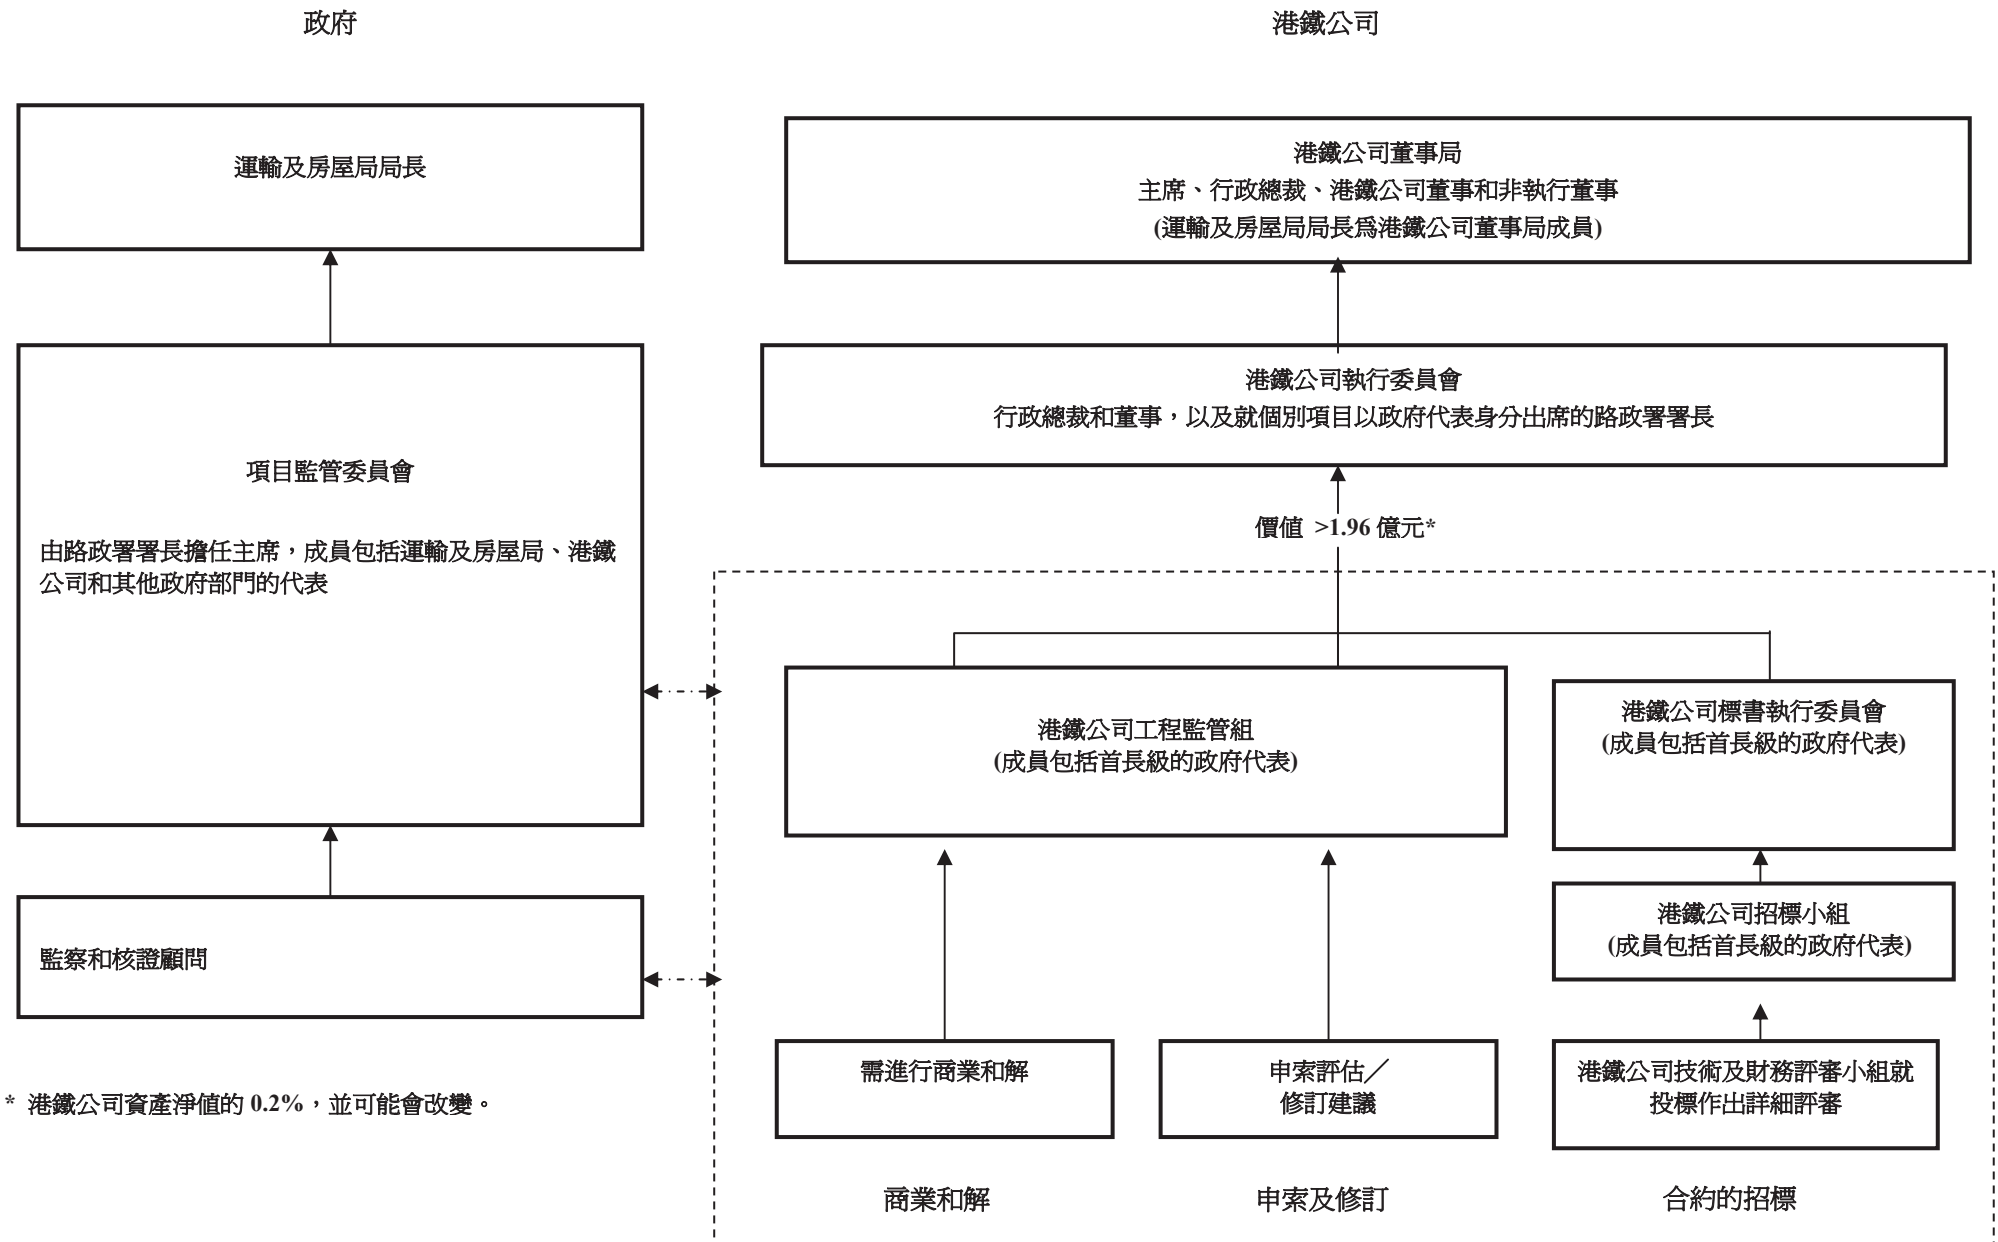 政府
運輸及房屋局局長
項目監管委員會
由路政署署長擔任主席，成員包括運輸及房屋局、港鐵
公司和其他政府部門的代表
監察和核證顧問
* 港鐵公司資產淨值的 0.2%，並可能會改變。
港鐵公司
港鐵公司董事局
主席、行政總裁、港鐵公司董事和非執行董事
(運輸及房屋局局長爲港鐵公司董事局成員)
港鐵公司執行委員會
行政總裁和董事，以及就個別項目以政府代表身分出席的路政署署長
價值 >1.96 億元*
港鐵公司工程監管組
(成員包括首長級的政府代表)
港鐵公司標書執行委員會
(成員包括首長級的政府代表)
港鐵公司招標小組
(成員包括首長級的政府代表)
需進行商業和解
申索評估／
修訂建議
港鐵公司技術及財務評審小組就
投標作出詳細評審
商業和解
申索及修訂
合約的招標